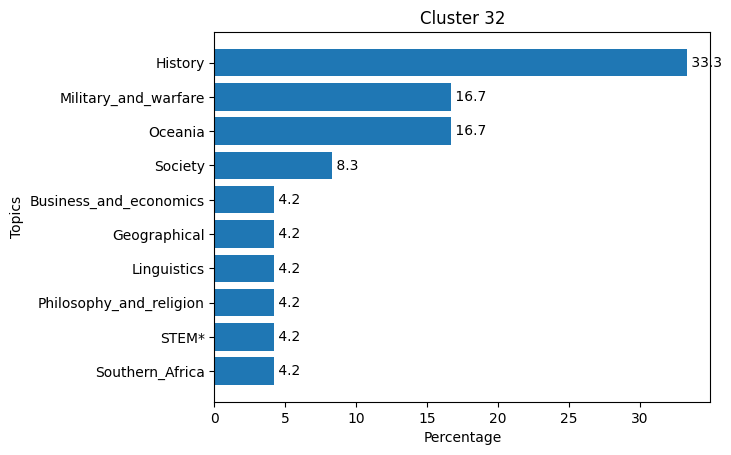 Cluster 32
Topics
History 33.3
Military_and_warfare 16.7
Oceania 16.7
Society 8.3
Business_and_economics 4.2
Geographical 4.2
Linguistics 4.2
Philosophy_and_religion 4.2
STEM* 4.2
Southern_Africa 4.2
0 5 10 15 20 25 30
Percentage